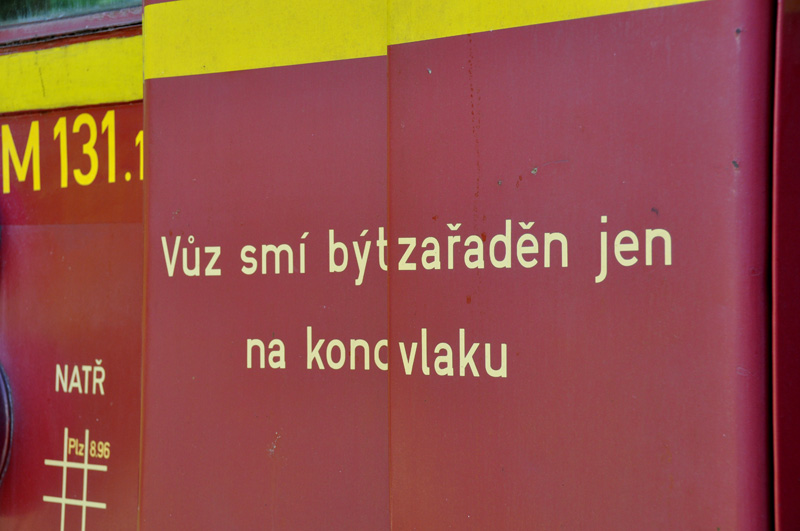 M 131.1
Vůz smí být zařaděn jen
na konc vlaku
NATŘ
Plz 8.96